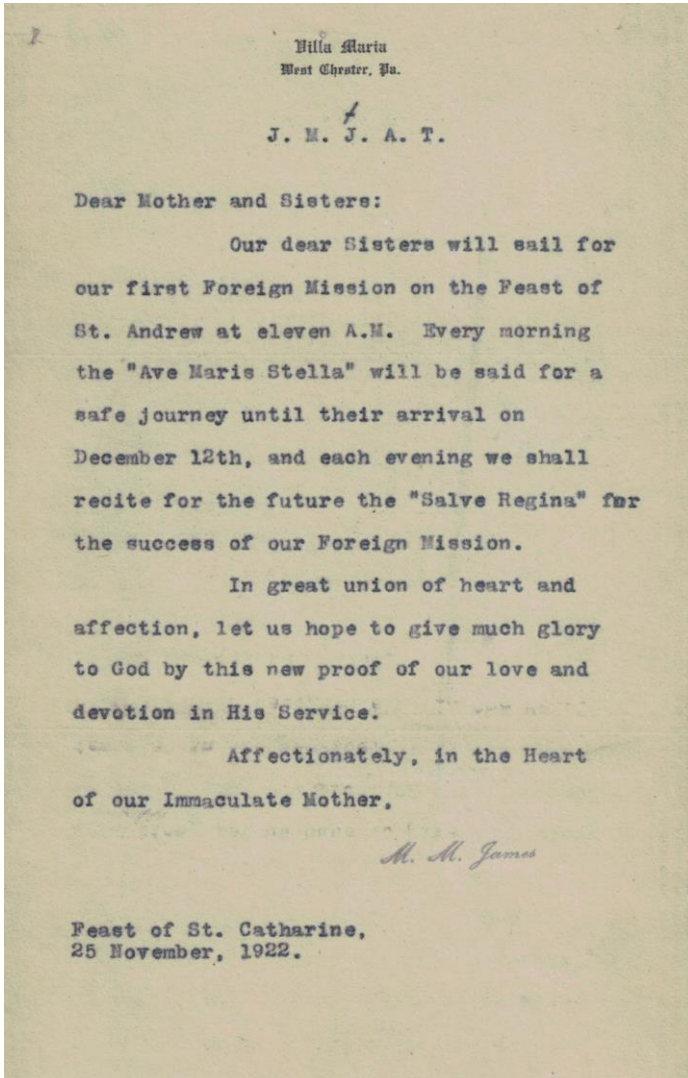 Villa Maria
West Chester, Pa.
J. M. J. A. T.
Dear Mother and Sisters:
Our dear Sisters will sail for
our first Foreign Mission on the Feast of
St. Andrew at eleven A.M. Every morning
the "Ave Maris Stella" will be said for a
safe journey until their arrival on
December 12th, and each evening we shall
recite for the future the "Salve Regina" for
the success of our Foreign Mission.
In great union of heart and
affection, let us hope to give much glory
to God by this new proof of our love and
devotion in His Service.
Affectionately, in the Heart
of our Immaculate Mother,
M. M. James
Feast of St. Catharine,
25 November, 1922.